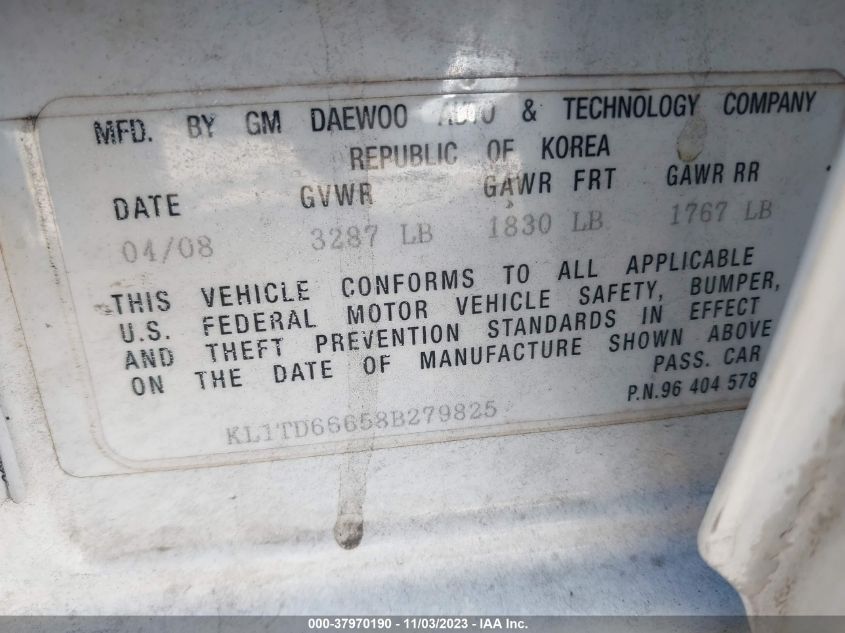 MFD. BY GM DAEWOO AUTO & TECHNOLOGY COMPANY
REPUBLIC OF KOREA
DATE GVWR GAWR FRT GAWR RR
04/08 3287 LB 1830 LB 1767 LB
THIS VEHICLE CONFORMS TO ALL APPLICABLE
U.S. FEDERAL MOTOR VEHICLE SAFETY, BUMPER,
AND THEFT PREVENTION STANDARDS IN EFFECT
ON THE DATE OF MANUFACTURE SHOWN ABOVE
PASS. CAR
KL1TD66658B279825 P.N.96 404 578
000-37970190 - 11/03/2023 - IAA Inc.